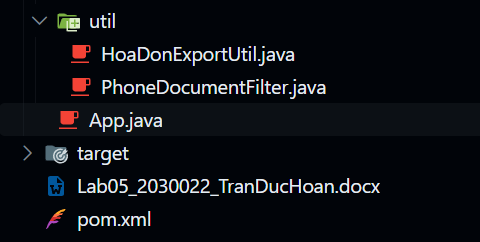 util
HoaDonExportUtil.java
PhoneDocumentFilter.java
App.java
target
Lab05_2030022_TranDucHoan.docx
pom.xml